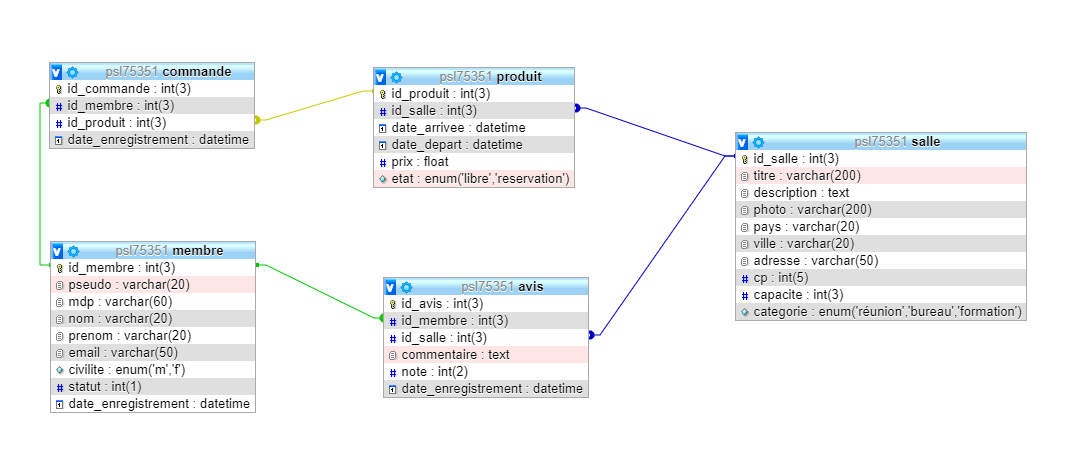 psl75351 commande
id_commande : int(3)
id_membre : int(3)
id_produit : int(3)
date_enregistrement : datetime
psl75351 produit
id_produit : int(3)
id_salle : int(3)
date_arrivee : datetime
date_depart : datetime
prix : float
etat : enum('libre','reservation')
psl75351 salle
id_salle : int(3)
titre : varchar(200)
description : text
photo : varchar(200)
pays : varchar(20)
ville : varchar(20)
adresse : varchar(50)
cp : int(5)
capacite : int(3)
categorie : enum('réunion','bureau','formation')
psl75351 membre
id_membre : int(3)
pseudo : varchar(20)
mdp : varchar(60)
nom : varchar(20)
prenom : varchar(20)
email : varchar(50)
civilite : enum('m','f')
statut : int(1)
date_enregistrement : datetime
psl75351 avis
id_avis : int(3)
id_membre : int(3)
id_salle : int(3)
commentaire : text
note : int(2)
date_enregistrement : datetime